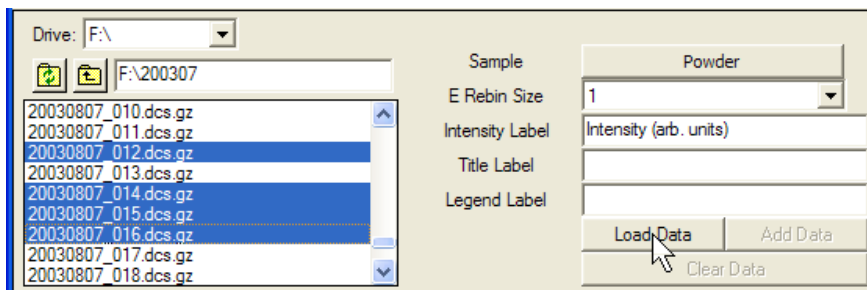 Drive: F:\
F:\200307
20030807_010.dcs.gz
20030807_011.dcs.gz
20030807_012.dcs.gz
20030807_013.dcs.gz
20030807_014.dcs.gz
20030807_015.dcs.gz
20030807_016.dcs.gz
20030807_017.dcs.gz
20030807_018.dcs.gz
Sample Powder
E Rebin Size 1
Intensity Label Intensity (arb. units)
Title Label
Legend Label
Load Data Add Data
Clear Data